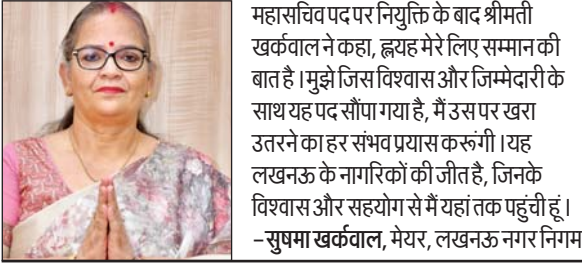 महासचिव पद पर नियुक्ति के बाद श्रीमती
खर्कवाल ने कहा, ह्नयह मेरे लिए सम्मान की
बात है । मुझे जिस विश्वास और जिम्मेदारी के
साथ यह पद सौंपा गया है, मैं उस पर खरा
उतरने का हर संभव प्रयास करूंगी ।यह
लखनऊ के नागरिकों की जीत है, जिनके
विश्वास और सहयोग से मैं यहां तक पहुंची हूं ।
–सुषमा खर्कवाल, मेयर, लखनऊ नगर निगम